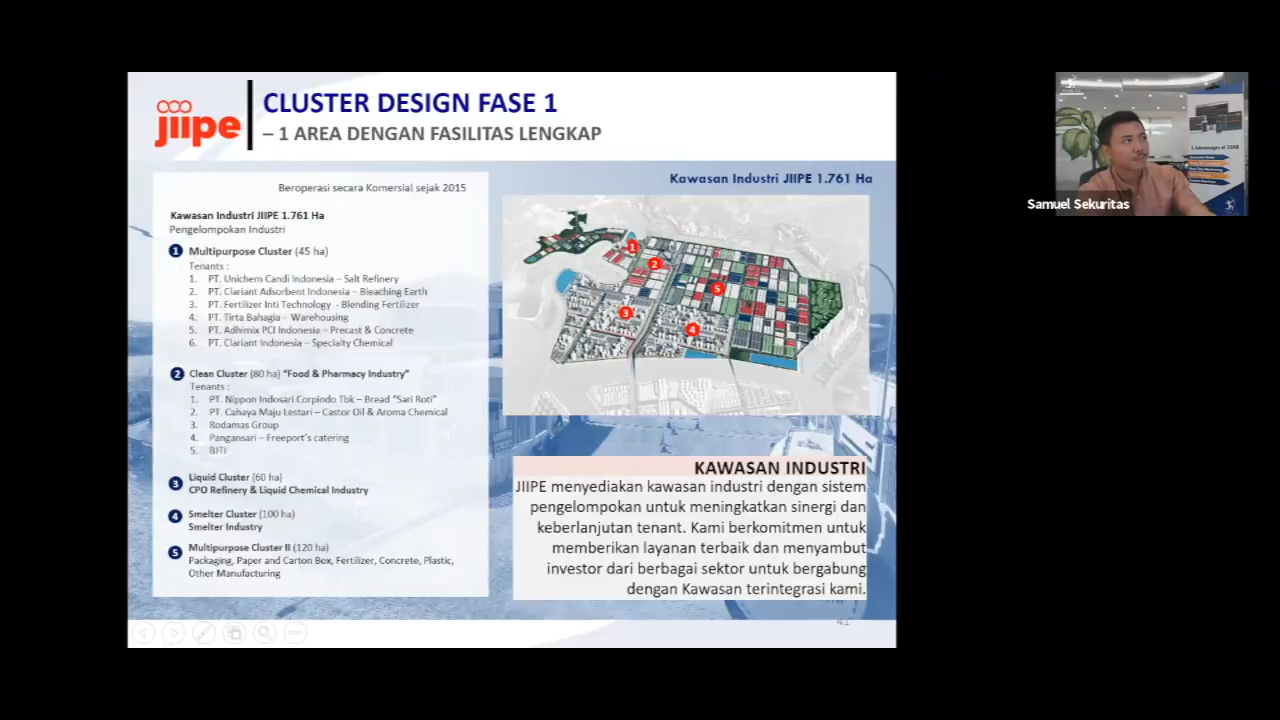 jiipe
CLUSTER DESIGN FASE 1
– 1 AREA DENGAN FASILITAS LENGKAP
Beroperasi secara Komersial sejak 2015
Kawasan Industri JIIPE 1.761 Ha
Pengelompokan Industri
1 Multipurpose Cluster (45 ha)
Tenants :
1. PT. Unichem Candi Indonesia – Salt Refinery
2. PT. Clariant Adsorbent Indonesia – Bleaching Earth
3. PT. Fertilizer Inti Technology - Blending Fertilizer
4. PT. Tirta Bahagia – Warehousing
5. PT. Adhimix PCI Indonesia – Precast & Concrete
6. PT. Clariant Indonesia – Specialty Chemical
2 Clean Cluster (80 ha) "Food & Pharmacy Industry"
Tenants :
1. PT. Nippon Indosari Corpindo Tbk – Bread "Sari Roti"
2. PT. Cahaya Maju Lestari – Castor Oil & Aroma Chemical
3. Rodamas Group
4. Pangansari – Freeport's catering
5. BJTI
3 Liquid Cluster (60 ha)
CPO Refinery & Liquid Chemical Industry
4 Smelter Cluster (100 ha)
Smelter Industry
5 Multipurpose Cluster II (120 ha)
Packaging, Paper and Carton Box, Fertilizer, Concrete, Plastic,
Other Manufacturing
Kawasan Industri JIIPE 1.761 Ha
1
2
5
3
4
KAWASAN INDUSTRI
JIIPE menyediakan kawasan industri dengan sistem
pengelompokan untuk meningkatkan sinergi dan
keberlanjutan tenant. Kami berkomitmen untuk
memberikan layanan terbaik dan menyambut
investor dari berbagai sektor untuk bergabung
dengan Kawasan terintegrasi kami.
41
Samuel Sekuritas